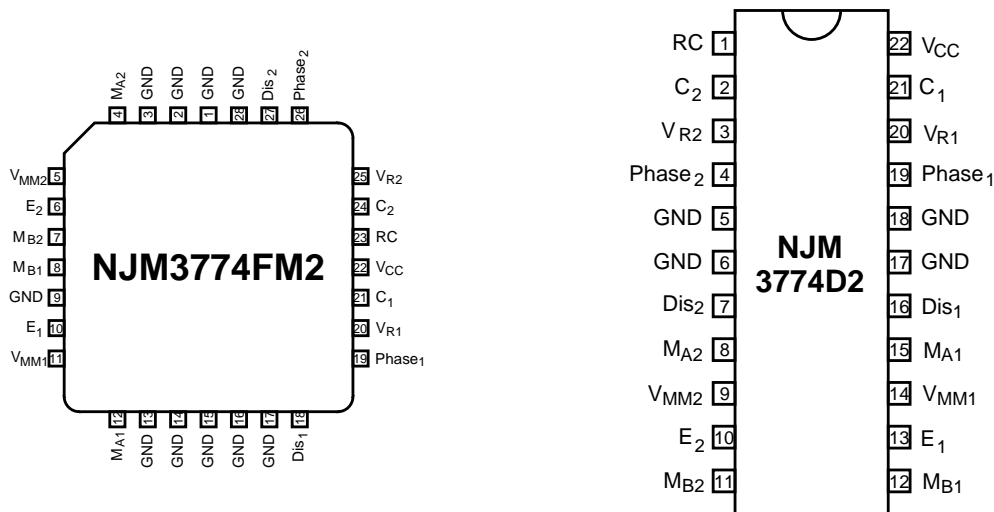 MA2 GND GND GND GND Dis2 Phase2
4 3 2 1 28 27 26
VMM2 5
E2 6
MB2 7
MB1 8
GND 9
E1 10
VMM1 11
NJM3774FM2
25 VR2
24 C2
23 RC
22 VCC
21 C1
20 VR1
19 Phase1
12 13 14 15 16 17 18
MA1 GND GND GND GND GND Dis1
RC 1
C2 2
VR2 3
Phase2 4
GND 5
GND 6
Dis2 7
MA2 8
VMM2 9
E2 10
MB2 11
NJM
3774D2
22 VCC
21 C1
20 VR1
19 Phase1
18 GND
17 GND
16 Dis1
15 MA1
14 VMM1
13 E1
12 MB1